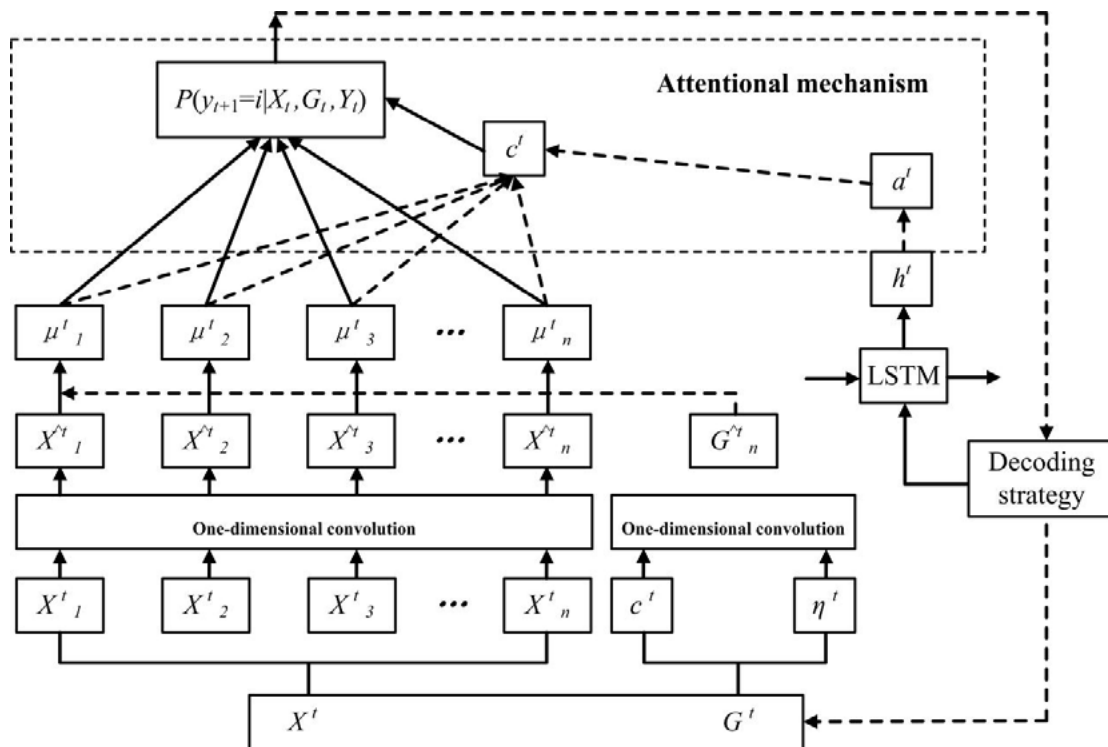 Attentional mechanism
P(y_{t+1}=i|X_t,G_t,Y_t)
c^t
a^t
h^t
μ^t_1 μ^t_2 μ^t_3 ... μ^t_n
LSTM
X^^t_1 X^^t_2 X^^t_3 ... X^^t_n G^^t_n
Decoding
strategy
One-dimensional convolution One-dimensional convolution
X^t_1 X^t_2 X^t_3 ... X^t_n c^t η^t
X^t G^t